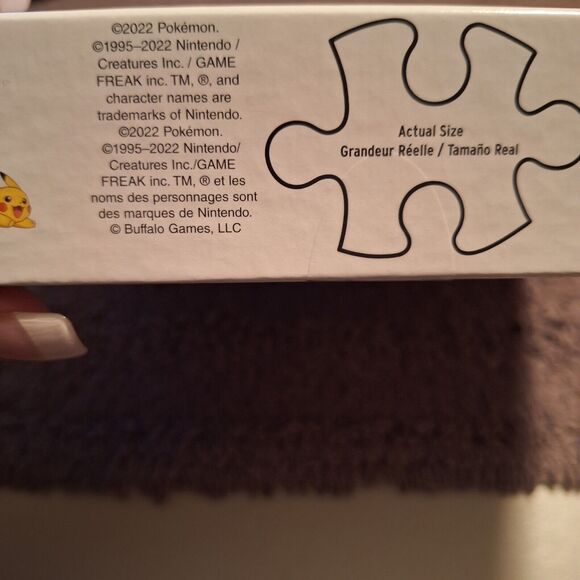 ©2022 Pokémon.
©1995–2022 Nintendo /
Creatures Inc. / GAME
FREAK inc. TM, ®, and
character names are
trademarks of Nintendo.
©2022 Pokémon.
©1995–2022 Nintendo/
Creatures Inc./GAME
FREAK inc. TM, ® et les
noms des personnages sont
des marques de Nintendo.
© Buffalo Games, LLC
Actual Size
Grandeur Réelle / Tamaño Real